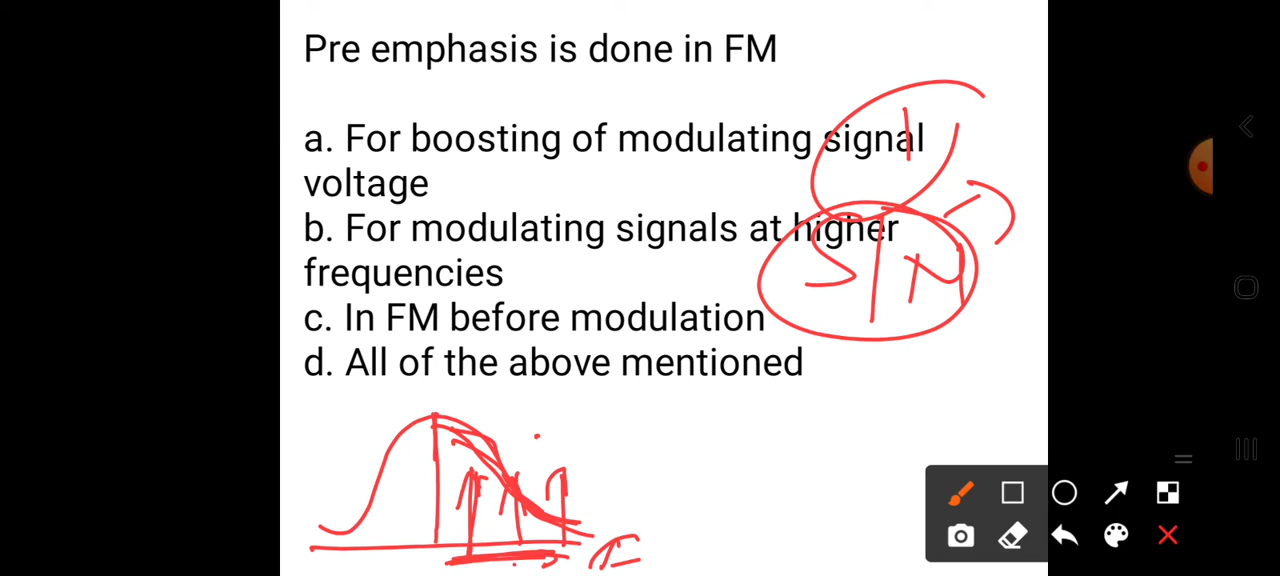 Pre emphasis is done in FM
a. For boosting of modulating signal
voltage
b. For modulating signals at higher
frequencies
S/N
c. In FM before modulation
d. All of the above mentioned